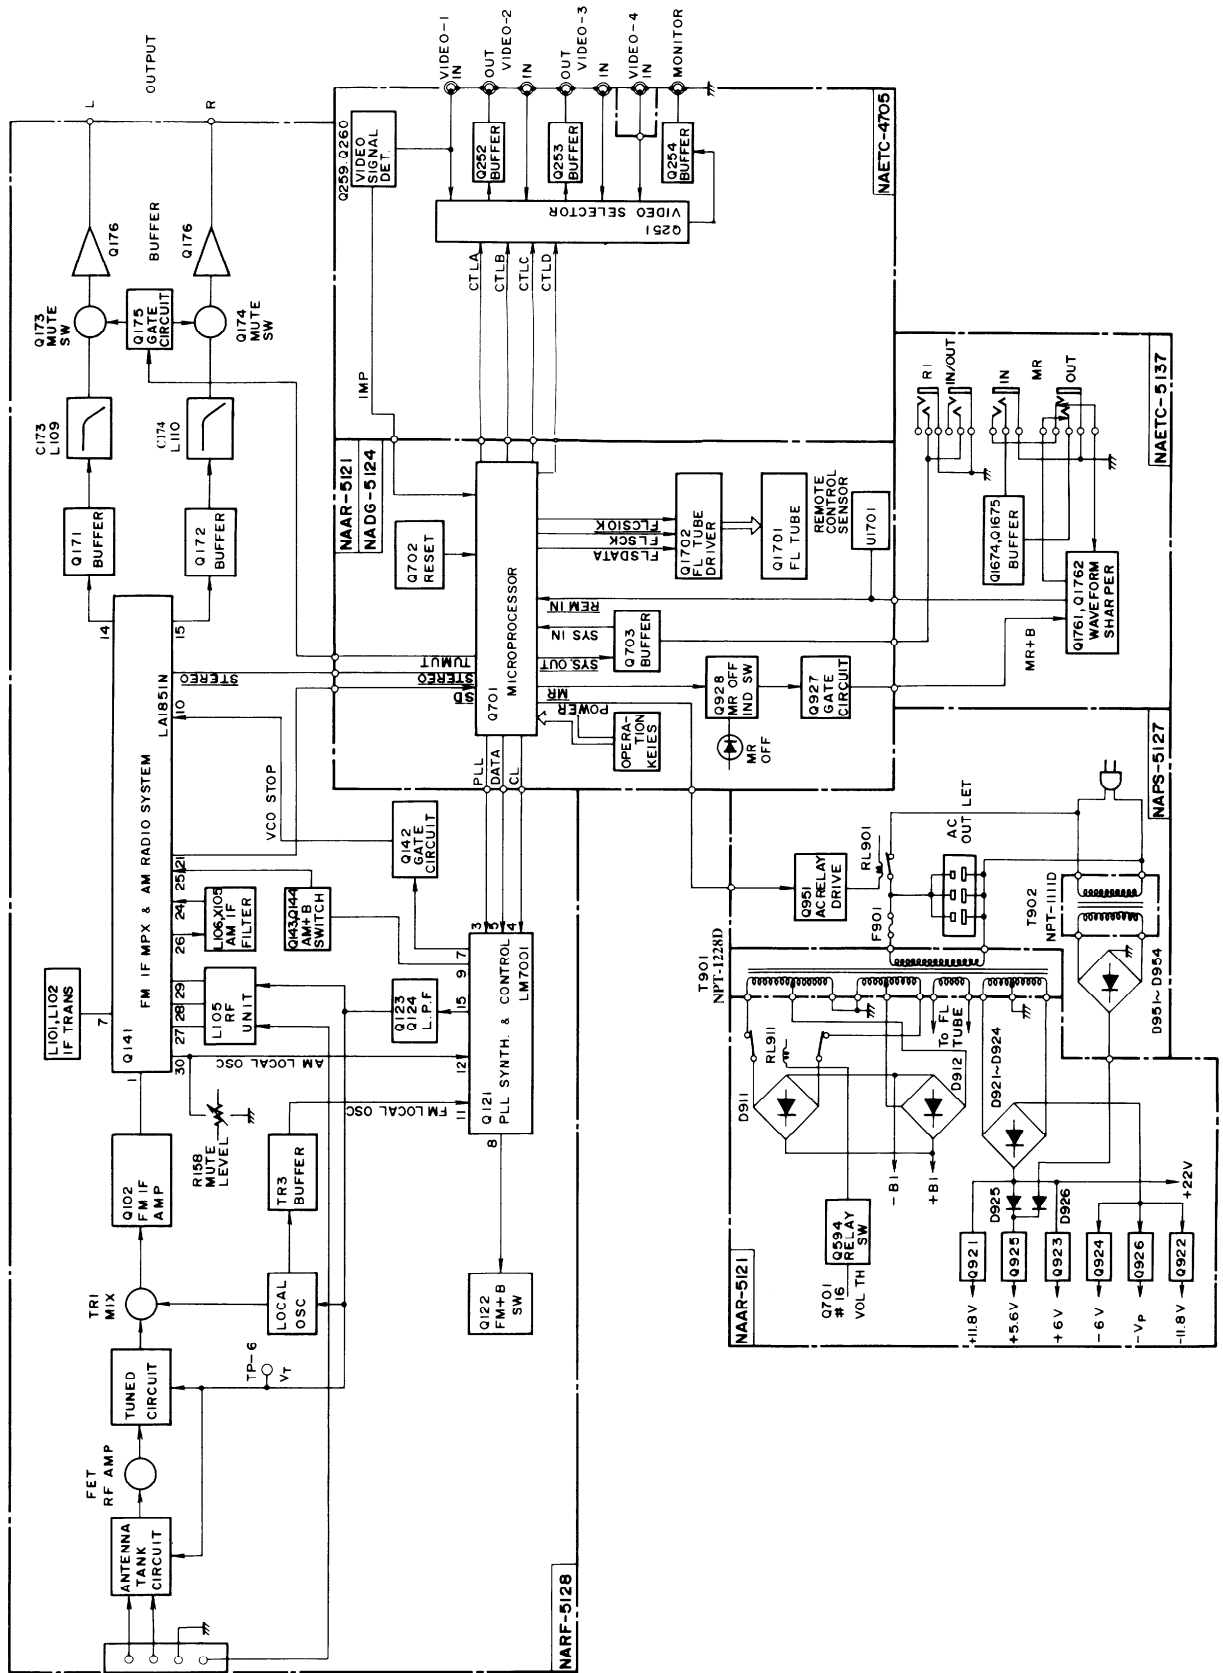 OUTPUT
L
R
Q176
BUFFER
Q176
Q173
MUTE
SW
Q175
GATE
CIRCUIT
Q174
MUTE
SW
C173
L109
C174
L110
Q171
BUFFER
Q172
BUFFER
14
15
STEREO
LA1851N
10
FM IF MPX & AM RADIO SYSTEM
Q141
VCO STOP
21
25
24
26
29
28
27
30
7
1
L106,X105
AM IF
FILTER
Q143,Q144
AM+B
SWITCH
Q142
GATE
CIRCUIT
L101, L102
IF TRANS
L105
RF
UNIT
AM LOCAL OSC
Q123
Q124
L.P.F
3
5
4
7
9
15
12
11
8
LM7001
PLL SYNTH. & CONTROL
Q121
FM LOCAL OSC
R158
MUTE
LEVEL
Q102
FM IF
AMP
TR3
BUFFER
TR1
MIX
LOCAL
OSC
Q122
FM+B
SW
TP-6
VT
TUNED
CIRCUIT
FET
RF AMP
ANTENNA
TANK
CIRCUIT
NARF-5128
VIDEO-1
IN
OUT
VIDEO-2
IN
OUT
VIDEO-3
IN
VIDEO-4
IN
MONITOR
Q259.Q260
VIDEO
SIGNAL
DET.
Q252
BUFFER
Q253
BUFFER
Q254
BUFFER
Q251
VIDEO SELECTOR
NAETC-4705
CTLA
CTLB
CTLC
CTLD
IMP
NAAR-5121
NADG-5124
Q702
RESET
MICROPROCESSOR
Q701
TUMUT
STEREO
SD
PLL
DATA
CL
FLCS10K
FLSCK
FLSDATA
Q1702
FL TUBE
DRIVER
Q1701
FL TUBE
REMOTE
CONTROL
SENSOR
U1701
REM IN
SYS IN
SYS OUT
Q703
BUFFER
MR
POWER
OPERA-
TION
KEIES
Q928
MR OFF
IND SW
MR
OFF
Q927
GATE
CIRCUIT
R1
IN/OUT
IN
MR
OUT
Q1674,Q1675
BUFFER
Q1761, Q1762
WAVEFORM
SHARPER
MR+B
NAETC-5137
NAPS-5127
Q951
AC RELAY
DRIVE
RL901
F901
AC
OUT LET
T902
NPT-1111D
D951~ D954
T901
NPT-1228D
RL911
D911
D912
To FL
TUBE
D921~D924
-B1
+B1
D925
D926
+22V
Q594
RELAY
SW
Q701
#16
VOL TH
NAAR-5121
Q921
Q925
Q923
Q924
Q926
Q922
+11.8V
+5.6V
+6V
-6V
-VP
-11.8V